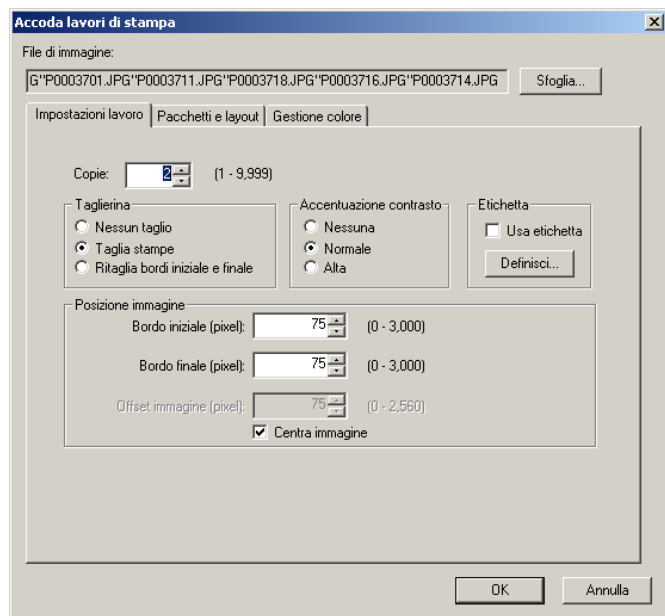 Accoda lavori di stampa
File di immagine:
G"P0003701.JPG"P0003711.JPG"P0003718.JPG"P0003716.JPG"P0003714.JPG
Sfoglia...
Impostazioni lavoro Pacchetti e layout Gestione colore
Copie: 2 (1 - 9,999)
Taglierina
Nessun taglio
Taglia stampe
Ritaglia bordi iniziale e finale
Accentuazione contrasto
Nessuna
Normale
Alta
Etichetta
Usa etichetta
Definisci...
Posizione immagine
Bordo iniziale (pixel): 75 (0 - 3,000)
Bordo finale (pixel): 75 (0 - 3,000)
Offset immagine (pixel): 75 (0 - 2,560)
Centra immagine
OK Annulla